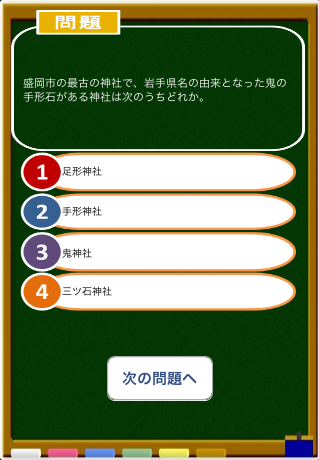 問題
盛岡市の最古の神社で、岩手県名の由来となった鬼の
手形石がある神社は次のうちどれか。
1 足形神社
2 手形神社
3 鬼神社
4 三ツ石神社
次の問題へ